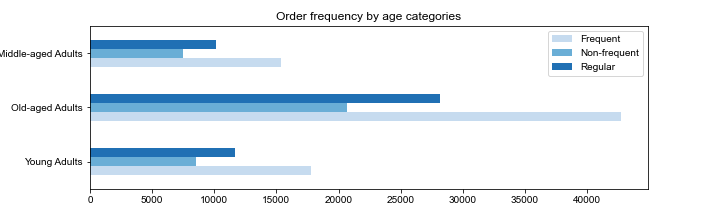 Order frequency by age categories
Frequent
Non-frequent
Regular
Middle-aged Adults
Old-aged Adults
Young Adults
0 5000 10000 15000 20000 25000 30000 35000 40000